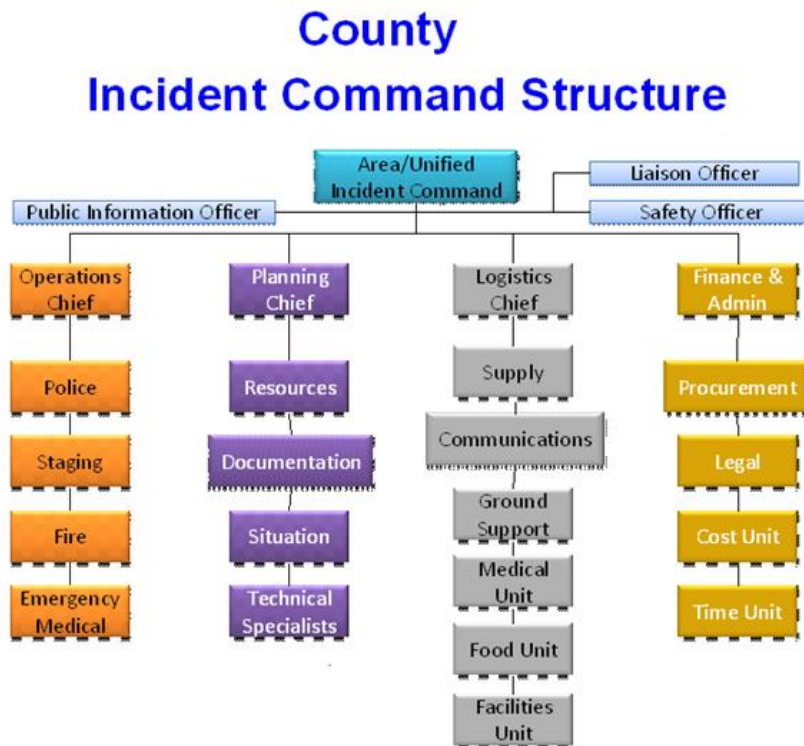 County
Incident Command Structure
Area/Unified
Incident Command
Liaison Officer
Public Information Officer
Safety Officer
Operations
Chief
Planning
Chief
Logistics
Chief
Finance &
Admin
Police
Resources
Supply
Procurement
Communications
Staging
Documentation
Legal
Ground
Support
Fire
Situation
Cost Unit
Medical
Unit
Emergency
Medical
Technical
Specialists
Time Unit
Food Unit
Facilities
Unit